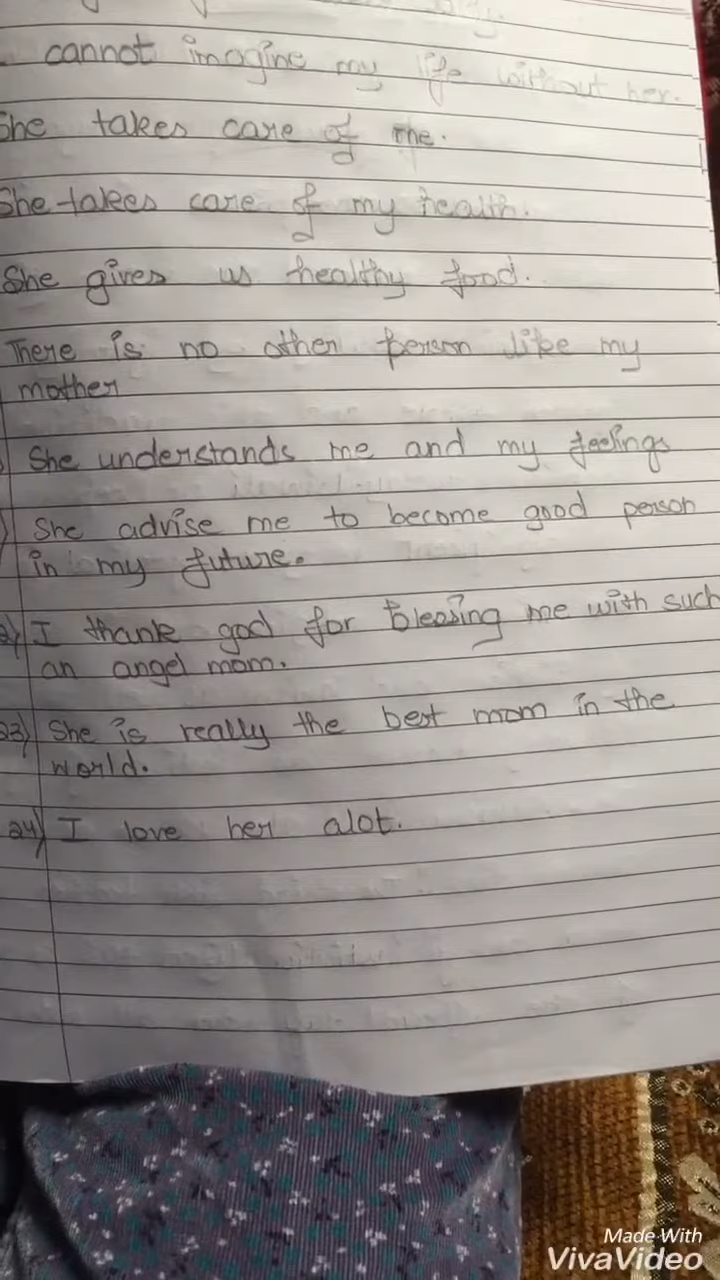 cannot imagine my life without her.
She takes care of me.
She takes care of my health.
She gives us healthy food.
There is no other person like my
mother
She understands me and my feelings
She advise me to become good person
in my future.
I thank god for blessing me with such
an angel mom.
23) She is really the best mom in the
world.
24) I love her alot.
Made With
VivaVideo